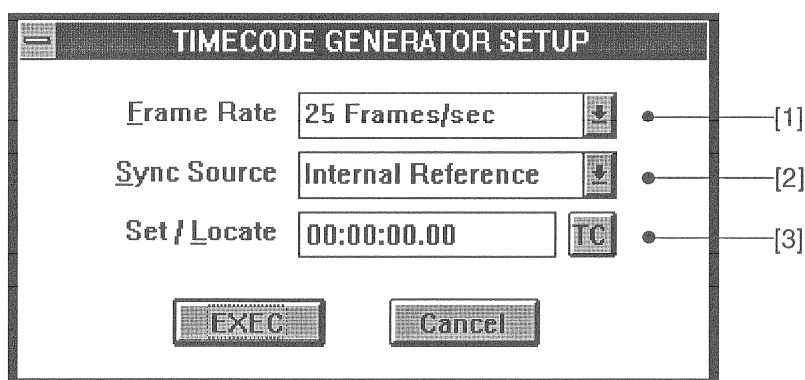 TIMECODE GENERATOR SETUP
Frame Rate 25 Frames/sec [1]
Sync Source Internal Reference [2]
Set / Locate 00:00:00.00 TC [3]
EXEC Cancel